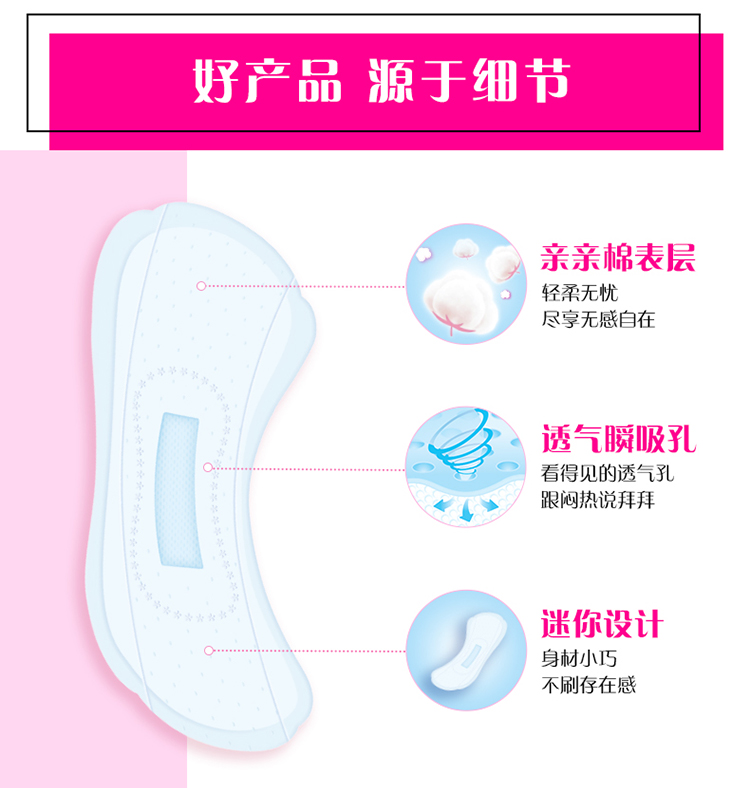 好产品 源于细节
亲亲棉表层
轻柔无忧
尽享无感自在
透气瞬吸孔
看得见的透气孔
跟闷热说拜拜
迷你设计
身材小巧
不刷存在感